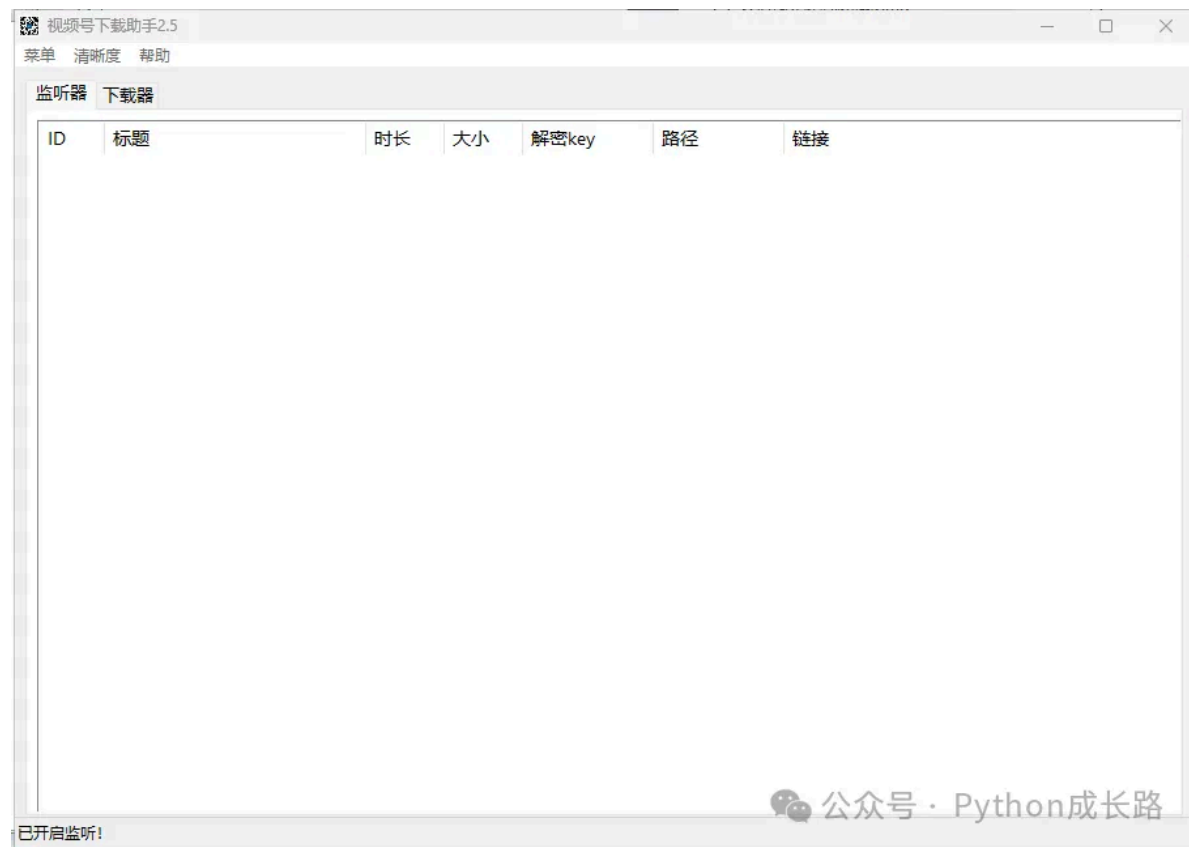 视频号下载助手2.5
菜单 清晰度 帮助
监听器 下载器
ID 标题 时长 大小 解密key 路径 链接
公众号 · Python成长路
已开启监听!